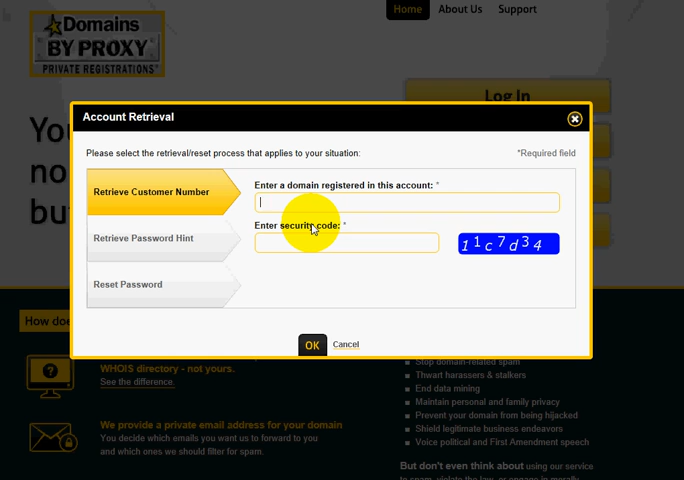 Home About Us Support
Domains
BY PROXY
PRIVATE REGISTRATIONS
Log In
Account Retrieval
Please select the retrieval/reset process that applies to your situation:
*Required field
Retrieve Customer Number
Enter a domain registered in this account: *
Enter security code: *
11c7d34
Retrieve Password Hint
Reset Password
OK Cancel
WHOIS directory - not yours.
See the difference.
We provide a private email address for your domain
You decide which emails you want us to forward to you
and which ones we should filter for spam.
Stop domain-related spam
Thwart harassers & stalkers
End data mining
Maintain personal and family privacy
Prevent your domain from being hijacked
Shield legitimate business endeavors
Voice political and First Amendment speech
But don't even think about using our service